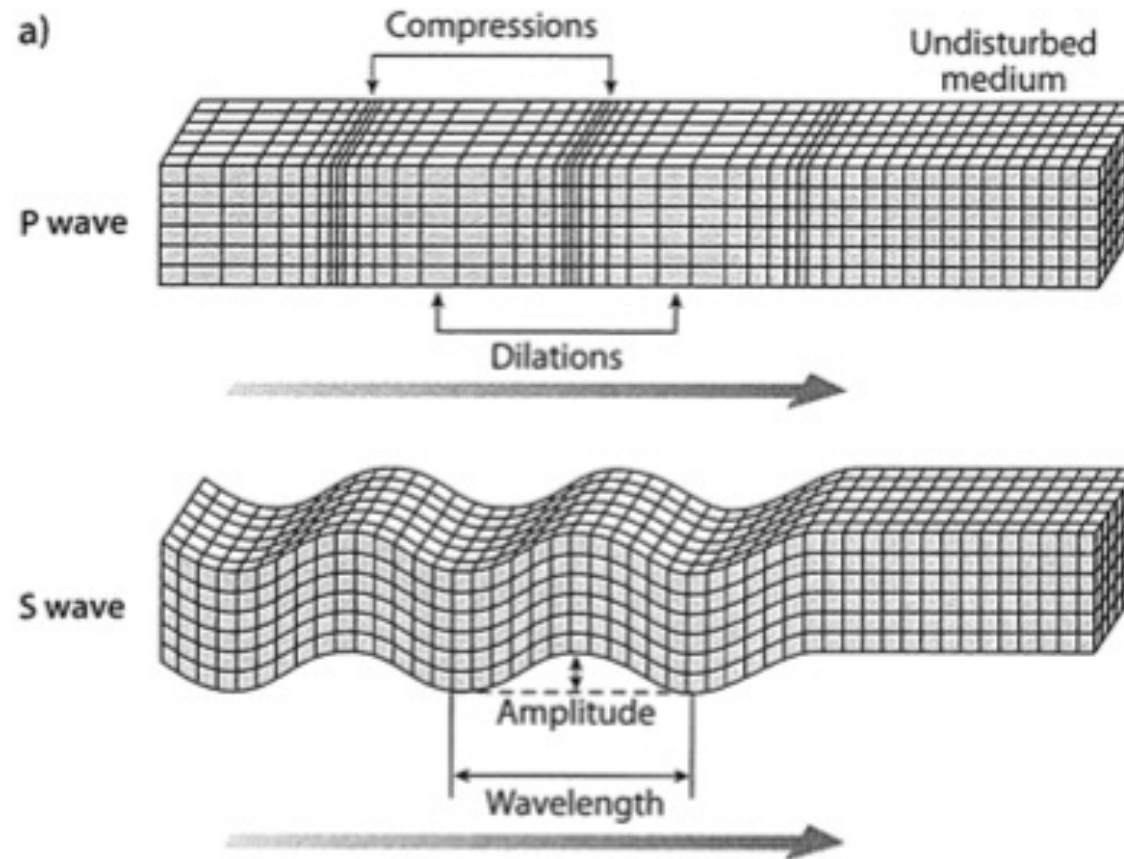 a)
Compressions
Undisturbed
medium
P wave
Dilations
S wave
Amplitude
Wavelength